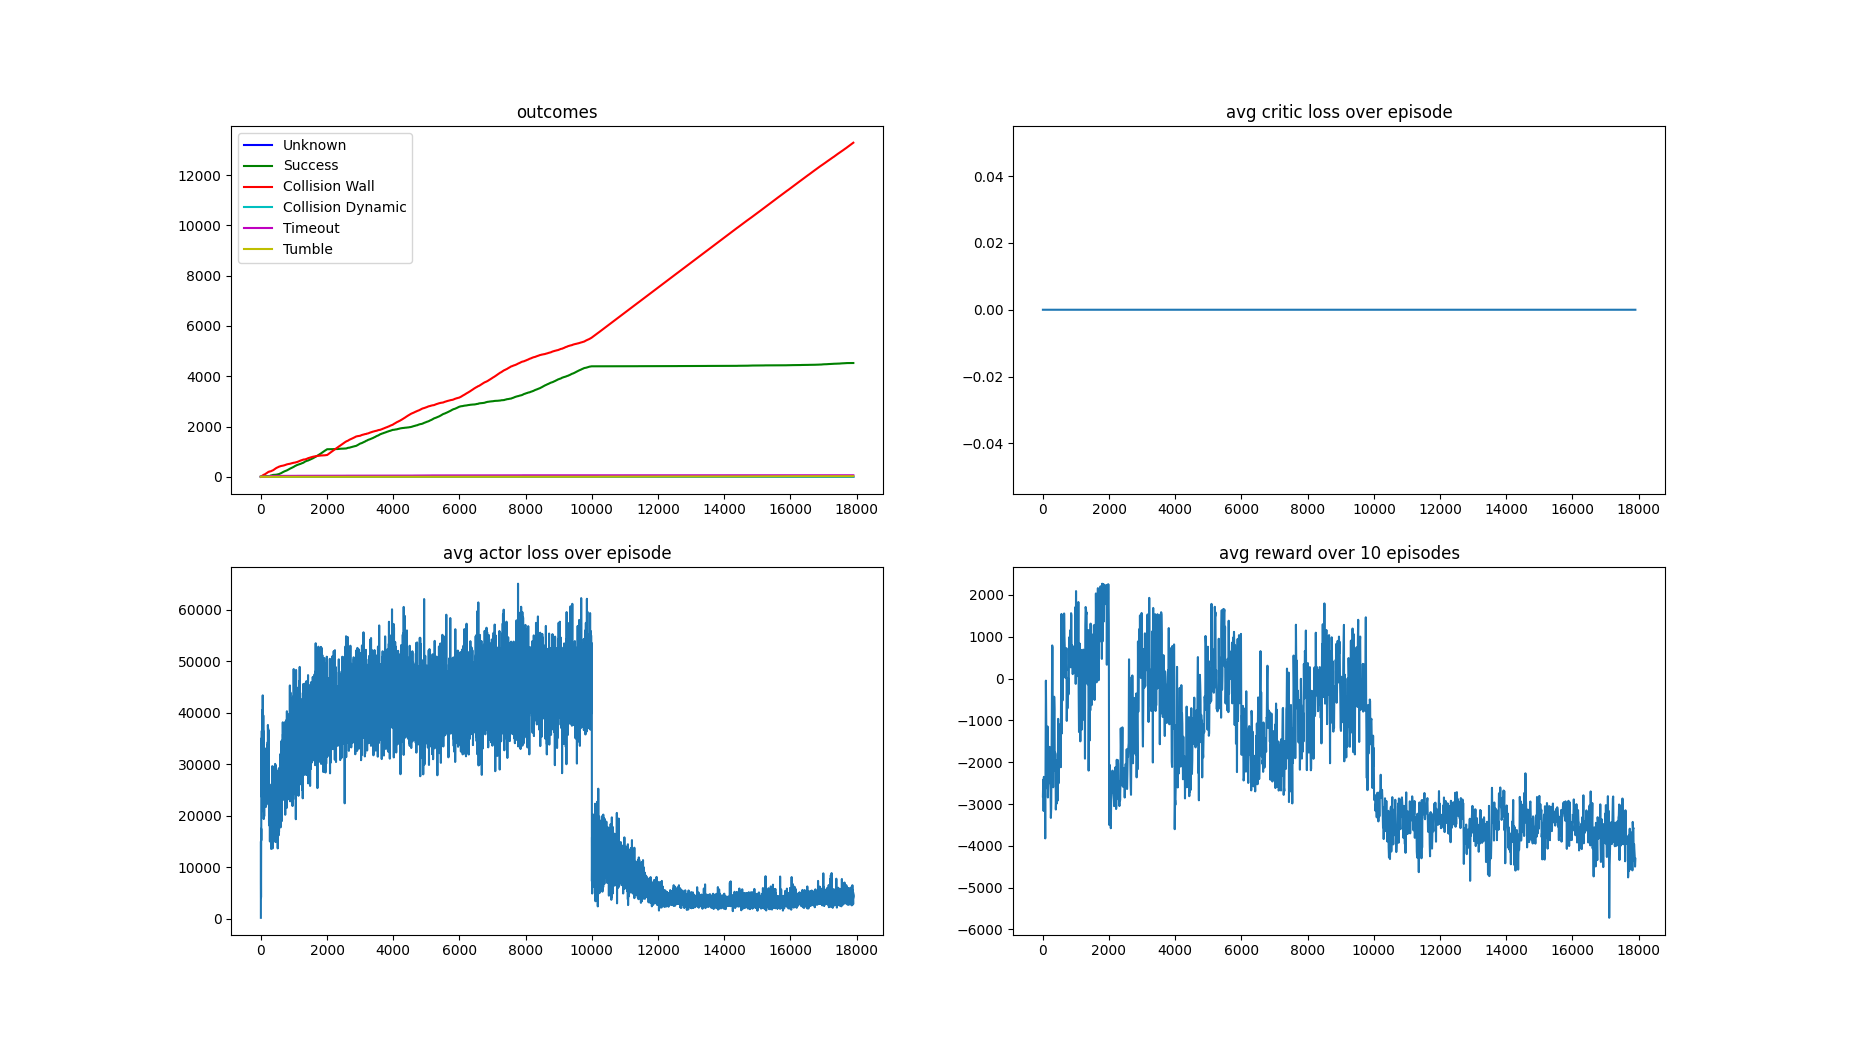 outcomes
Unknown
Success
Collision Wall
Collision Dynamic
Timeout
Tumble
12000
10000
8000
6000
4000
2000
0
0 2000 4000 6000 8000 10000 12000 14000 16000 18000
avg critic loss over episode
0.04
0.02
0.00
−0.02
−0.04
0 2000 4000 6000 8000 10000 12000 14000 16000 18000
avg actor loss over episode
60000
50000
40000
30000
20000
10000
0
0 2000 4000 6000 8000 10000 12000 14000 16000 18000
avg reward over 10 episodes
2000
1000
0
−1000
−2000
−3000
−4000
−5000
−6000
0 2000 4000 6000 8000 10000 12000 14000 16000 18000